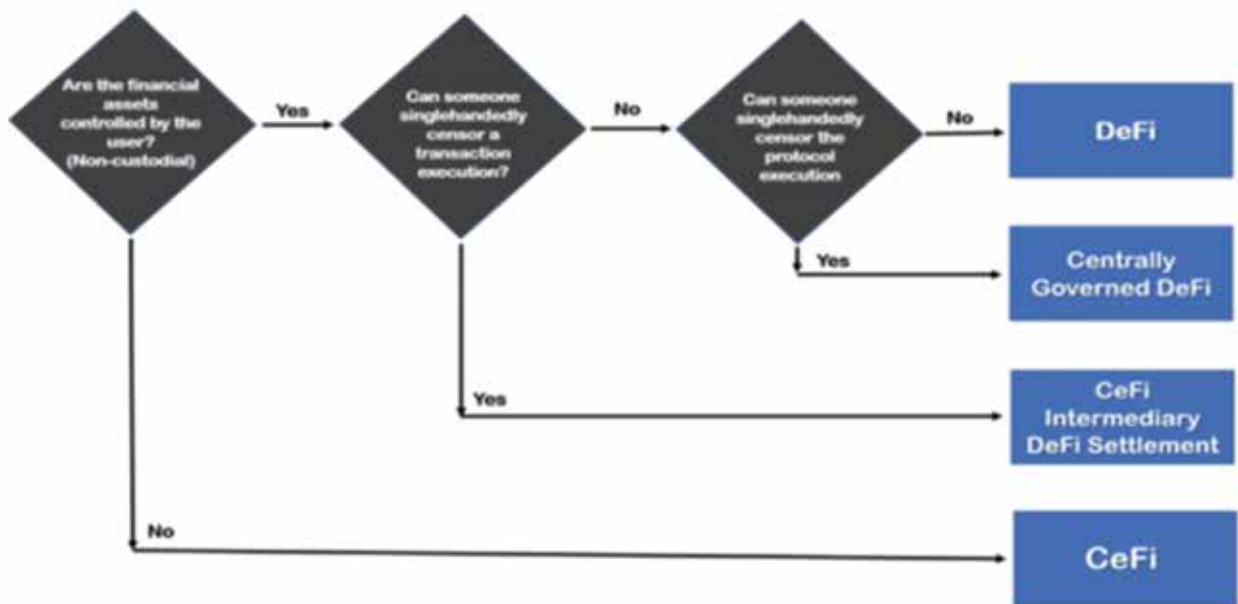 Are the financial
assets
controlled by the
user?
(Non-custodial)
Yes
Can someone
singlehandedly
censor a
transaction
execution?
No
Can someone
singlehandedly
censor the
protocol
execution
No
DeFi
Yes
Centrally
Governed DeFi
Yes
CeFi
Intermediary
DeFi Settlement
No
CeFi